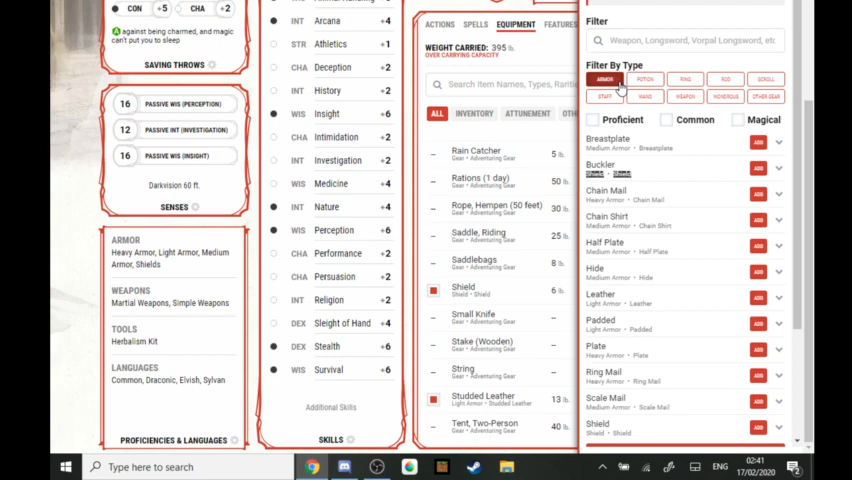 CON +5 CHA +2
A against being charmed, and magic
can't put you to sleep
SAVING THROWS
16 PASSIVE WIS (PERCEPTION)
12 PASSIVE INT (INVESTIGATION)
16 PASSIVE WIS (INSIGHT)
Darkvision 60 ft.
SENSES
ARMOR
Heavy Armor, Light Armor, Medium
Armor, Shields
WEAPONS
Martial Weapons, Simple Weapons
TOOLS
Herbalism Kit
LANGUAGES
Common, Draconic, Elvish, Sylvan
PROFICIENCIES & LANGUAGES
INT Arcana +4
STR Athletics +1
CHA Deception +2
INT History +2
WIS Insight +6
CHA Intimidation +2
INT Investigation +2
WIS Medicine +4
INT Nature +4
WIS Perception +6
CHA Performance +2
CHA Persuasion +2
INT Religion +2
DEX Sleight of Hand +4
DEX Stealth +6
WIS Survival +6
Additional Skills
SKILLS
ACTIONS SPELLS EQUIPMENT FEATURES
WEIGHT CARRIED: 395 lb.
OVER CARRYING CAPACITY
Search Item Names, Types, Rariti
ALL INVENTORY ATTUNEMENT OTH
Rain Catcher 5 lb.
Gear • Adventuring Gear
Rations (1 day) 50 lb.
Gear • Adventuring Gear
Rope, Hempen (50 feet) 30 lb.
Gear • Adventuring Gear
Saddle, Riding 25 lb.
Gear • Adventuring Gear
Saddlebags 8 lb.
Gear • Adventuring Gear
Shield 6 lb.
Shield • Shield
Small Knife --
Gear • Adventuring Gear
Stake (Wooden) --
Gear • Adventuring Gear
String --
Gear • Adventuring Gear
Studded Leather 13 lb.
Light Armor • Studded Leather
Tent, Two-Person 40 lb.
Gear • Adventuring Gear
Filter
Weapon, Longsword, Vorpal Longsword, etc
Filter By Type
ARMOR POTION RING ROD SCROLL
STAFF WAND WEAPON WONDROUS OTHER GEAR
Proficient Common Magical
Breastplate ADD
Medium Armor • Breastplate
Buckler ADD
Shield • Shield
Chain Mail ADD
Heavy Armor • Chain Mail
Chain Shirt ADD
Medium Armor • Chain Shirt
Half Plate ADD
Medium Armor • Half Plate
Hide ADD
Medium Armor • Hide
Leather ADD
Light Armor • Leather
Padded ADD
Light Armor • Padded
Plate ADD
Heavy Armor • Plate
Ring Mail ADD
Heavy Armor • Ring Mail
Scale Mail ADD
Medium Armor • Scale Mail
Shield ADD
Shield • Shield
Type here to search
ENG
02:41
17/02/2020
2